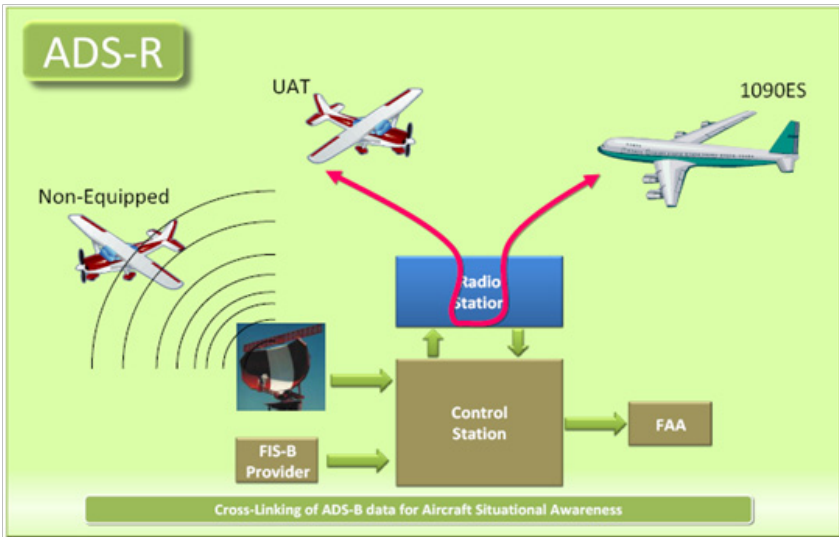 ADS-R
UAT
1090ES
Non-Equipped
Radio
Station
Control
Station
FAA
FIS-B
Provider
Cross-Linking of ADS-B data for Aircraft Situational Awareness